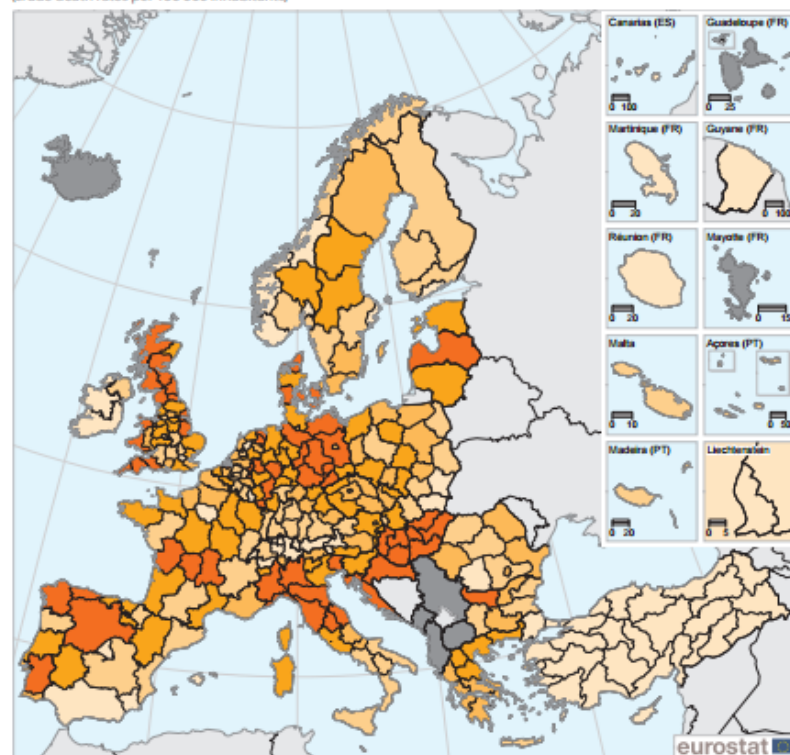 Canarias (ES)
0 100
Guadeloupe (FR)
0 25
Martinique (FR)
0 20
Guyane (FR)
0 100
Réunion (FR)
0 20
Mayotte (FR)
0 15
Malta
0 10
Açores (PT)
0 50
Madeira (PT)
0 20
Liechtenstein
0 5
eurostat